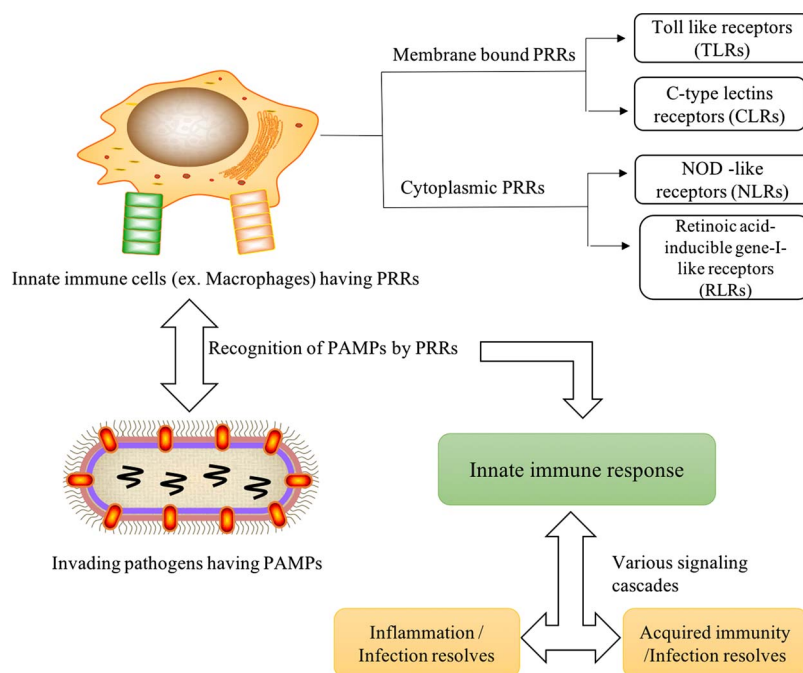 Toll like receptors
(TLRs)
Membrane bound PRRs
C-type lectins
receptors (CLRs)
NOD -like
receptors (NLRs)
Cytoplasmic PRRs
Retinoic acid-
inducible gene-I-
like receptors
(RLRs)
Innate immune cells (ex. Macrophages) having PRRs
Recognition of PAMPs by PRRs
Innate immune response
Invading pathogens having PAMPs
Various signaling
cascades
Inflammation /
Infection resolves
Acquired immunity
/Infection resolves